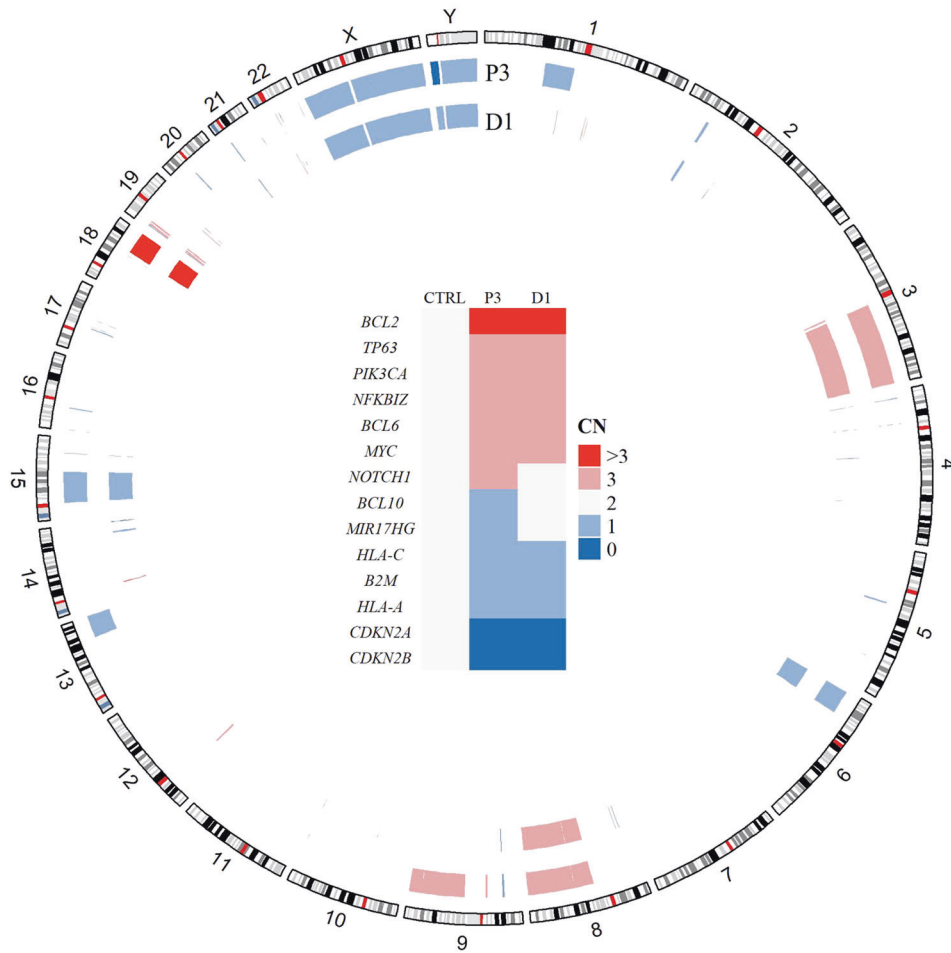 X Y 1 2 3 4 5 6 7 8 9 10 11 12 13 14 15 16 17 18 19 20 21 22
P3
D1
CTRL P3 D1
BCL2
TP63
PIK3CA
NFKBIZ
BCL6
MYC
NOTCH1
BCL10
MIR17HG
HLA-C
B2M
HLA-A
CDKN2A
CDKN2B
CN
>3
3
2
1
0